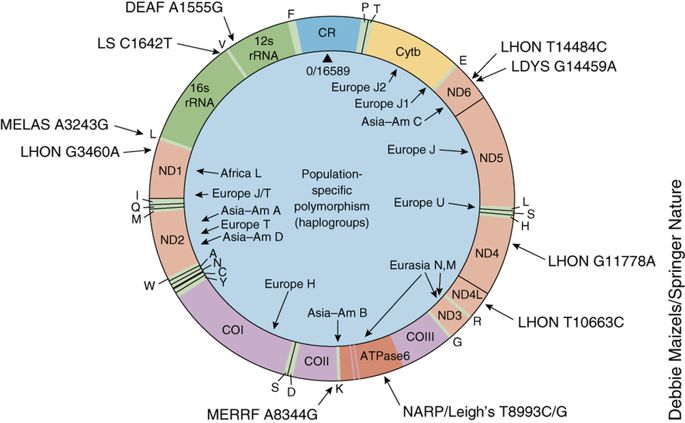 DEAF A1555G
F
CR
P
T
LS C1642T
V
12s
rRNA
0/16589
Cytb
E
LHON T14484C
LDYS G14459A
Europe J2
Europe J1
ND6
16s
rRNA
Asia–Am C
MELAS A3243G
L
LHON G3460A
Europe J
ND5
ND1
Africa L
Population-
specific
polymorphism
(haplogroups)
I
Q
M
Europe J/T
Europe U
L
S
H
ND2
Asia–Am A
Europe T
Asia–Am D
ND4
LHON G11778A
W
A
N
C
Y
Eurasia N,M
Europe H
ND4L
ND3
R
LHON T10663C
Asia–Am B
G
COI
COIII
S
D
COII
K
ATPase6
MERRF A8344G
NARP/Leigh's T8993C/G
Debbie Maizels/Springer Nature